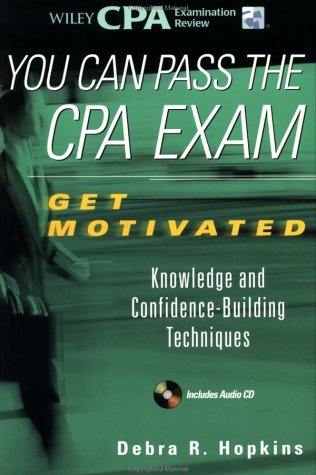 WILEY CPA Examination
Review
YOU CAN PASS THE
CPA EXAM
GET
MOTIVATED
Knowledge and
Confidence-Building
Techniques
Includes Audio CD
Debra R. Hopkins